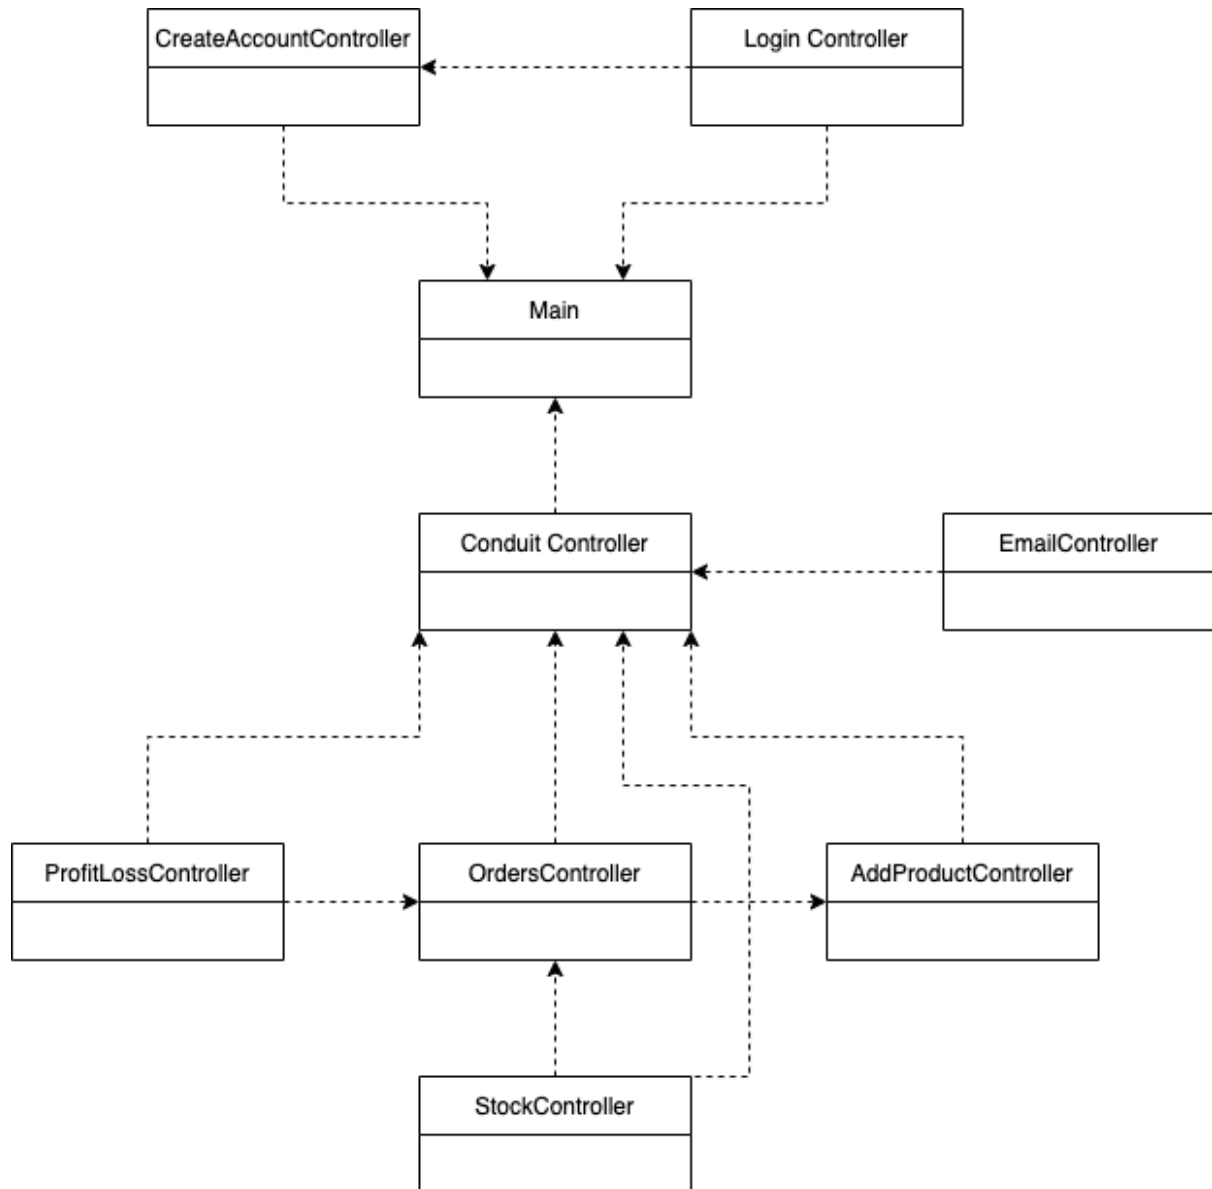 CreateAccountController
Login Controller
Main
Conduit Controller
EmailController
ProfitLossController
OrdersController
AddProductController
StockController